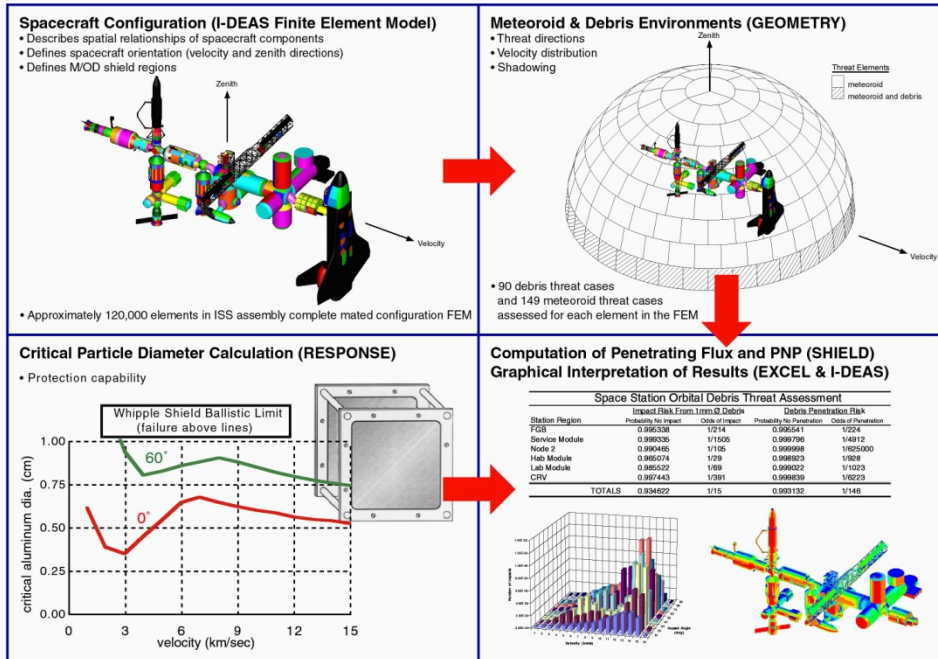 Spacecraft Configuration (I-DEAS Finite Element Model)
• Describes spatial relationships of spacecraft components
• Defines spacecraft orientation (velocity and zenith directions)
• Defines M/OD shield regions
Zenith
Velocity
• Approximately 120,000 elements in ISS assembly complete mated configuration FEM
Meteoroid & Debris Environments (GEOMETRY)
• Threat directions
• Velocity distribution
• Shadowing
Zenith
Threat Elements
meteoroid
meteoroid and debris
Velocity
• 90 debris threat cases
and 149 meteoroid threat cases
assessed for each element in the FEM
Critical Particle Diameter Calculation (RESPONSE)
• Protection capability
Whipple Shield Ballistic Limit
(failure above lines)
critical aluminum dia. (cm)
1.00
0.75
0.50
0.25
0.00
60°
0°
0 3 6 9 12 15
velocity (km/sec)
Computation of Penetrating Flux and PNP (SHIELD)
Graphical Interpretation of Results (EXCEL & I-DEAS)
Space Station Orbital Debris Threat Assessment
Impact Risk From 1mm Ø Debris Debris Penetration Risk
Station Region Probability No Impact Odds of Impact Probability No Penetration Odds of Penetration
FGB 0.995338 1/214 0.995541 1/224
Service Module 0.999335 1/1505 0.999796 1/4912
Node 2 0.990465 1/105 0.999998 1/625000
Hab Module 0.965074 1/29 0.998923 1/928
Lab Module 0.985522 1/69 0.999022 1/1023
CRV 0.997443 1/391 0.999839 1/6223
TOTALS 0.934622 1/15 0.993132 1/146
Number of Impacts
Velocity (km/s)
Impact Angle
(deg)